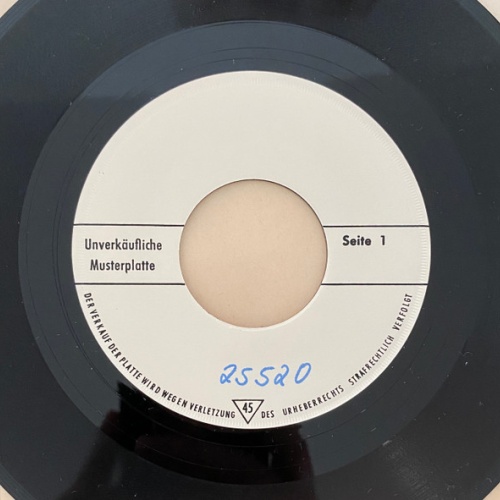 Unverkäufliche
Musterplatte
Seite 1
25520
DER VERKAUF DER PLATTE WIRD WEGEN VERLETZUNG 45 DES URHEBERRECHTS STRAFRECHTLICH VERFOLGT